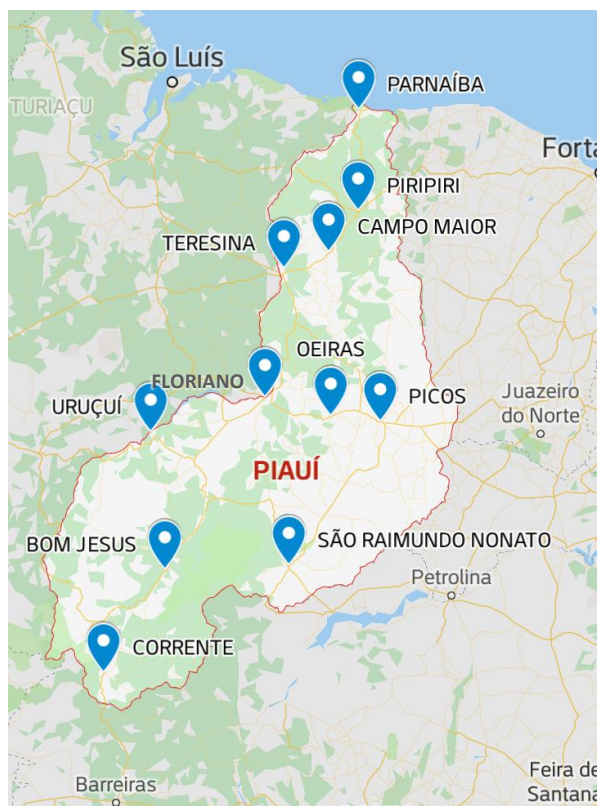 São Luís
PARNAÍBA
TURIAÇU
Forta
PIRIPIRI
CAMPO MAIOR
TERESINA
OEIRAS
FLORIANO
URUÇUÍ
PICOS
Juazeiro
do Norte
PIAUÍ
BOM JESUS
SÃO RAIMUNDO NONATO
Petrolina
CORRENTE
Feira de
Santana
Barreiras